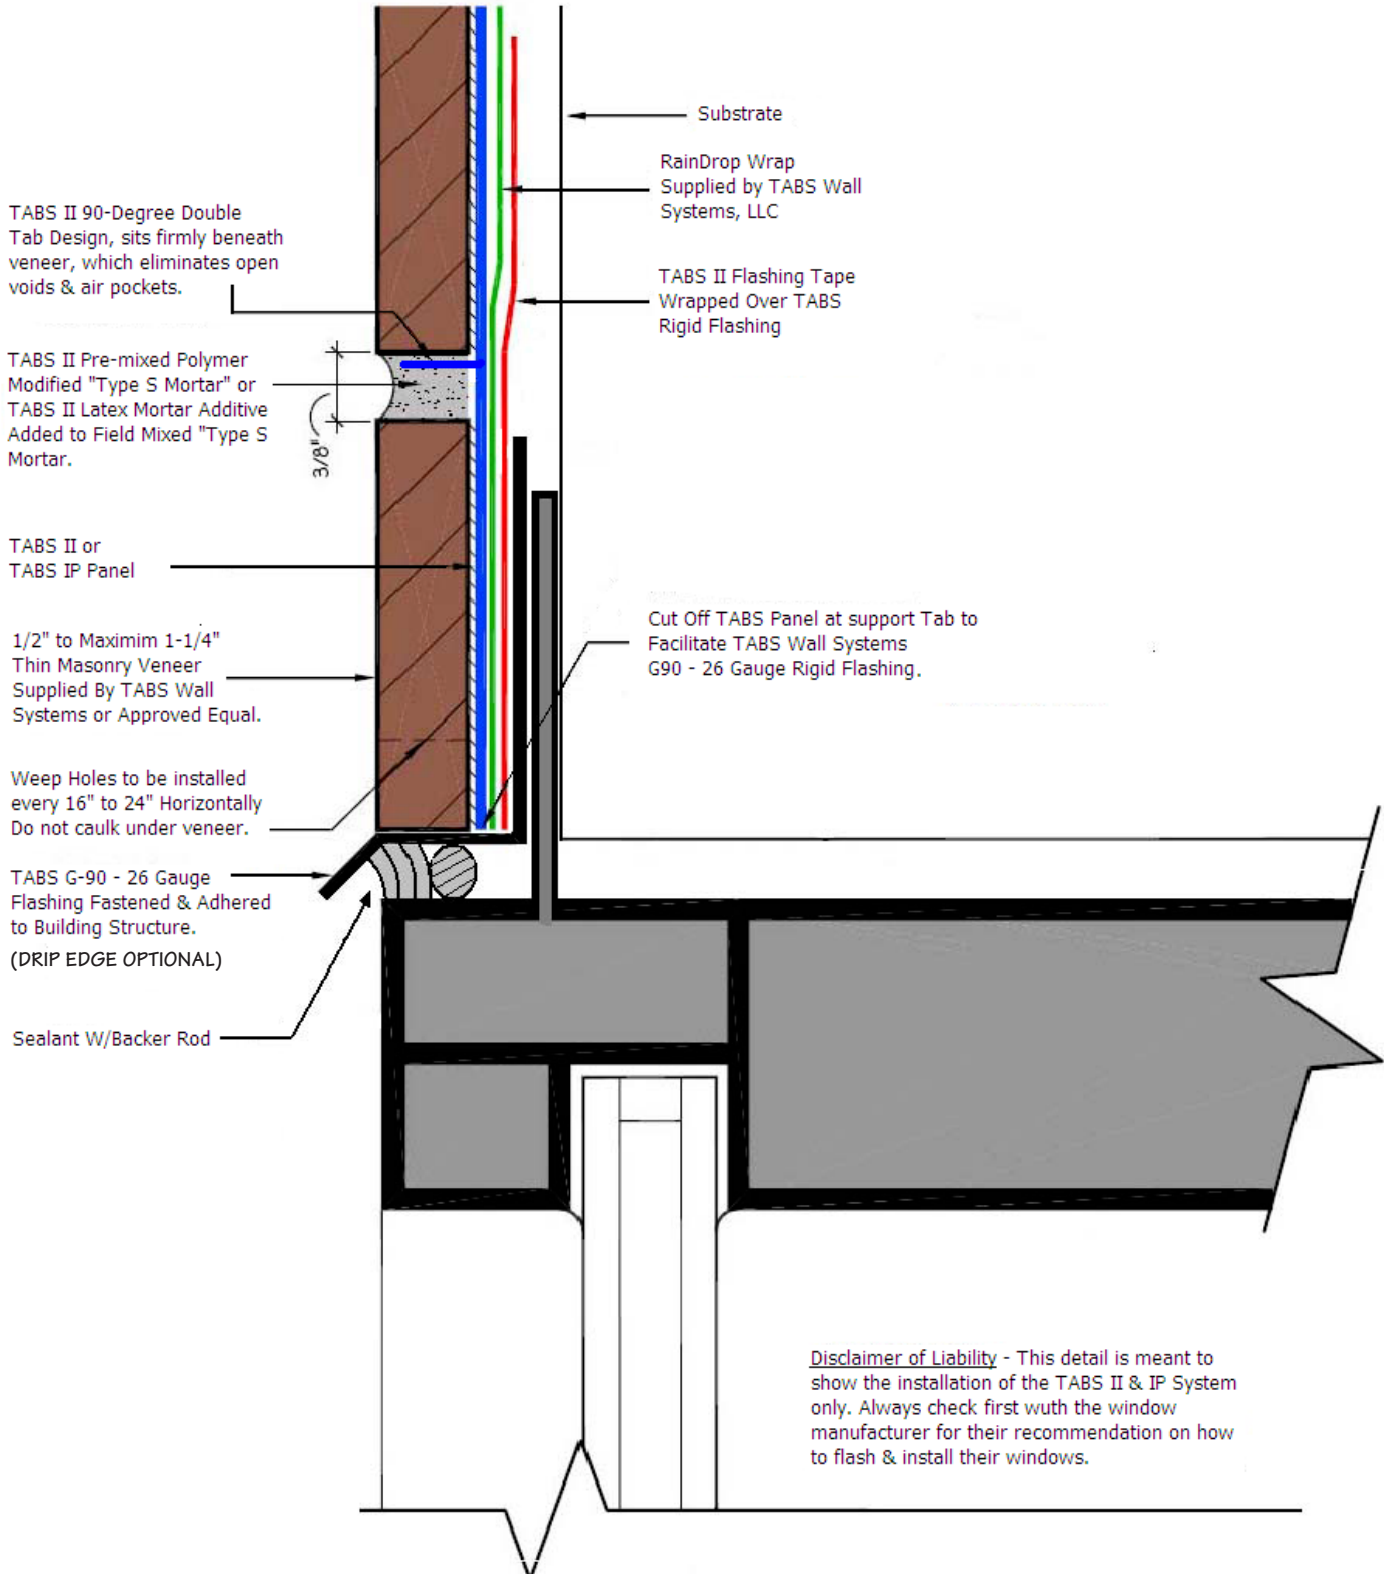 Substrate
RainDrop Wrap
Supplied by TABS Wall
Systems, LLC
TABS II 90-Degree Double
Tab Design, sits firmly beneath
veneer, which eliminates open
voids & air pockets.
TABS II Flashing Tape
Wrapped Over TABS
Rigid Flashing
TABS II Pre-mixed Polymer
Modified "Type S Mortar" or
TABS II Latex Mortar Additive
Added to Field Mixed "Type S
Mortar.
3/8"
TABS II or
TABS IP Panel
Cut Off TABS Panel at support Tab to
Facilitate TABS Wall Systems
G90 - 26 Gauge Rigid Flashing.
1/2" to Maximim 1-1/4"
Thin Masonry Veneer
Supplied By TABS Wall
Systems or Approved Equal.
Weep Holes to be installed
every 16" to 24" Horizontally
Do not caulk under veneer.
TABS G-90 - 26 Gauge
Flashing Fastened & Adhered
to Building Structure.
(DRIP EDGE OPTIONAL)
Sealant W/Backer Rod
Disclaimer of Liability - This detail is meant to
show the installation of the TABS II & IP System
only. Always check first wuth the window
manufacturer for their recommendation on how
to flash & install their windows.